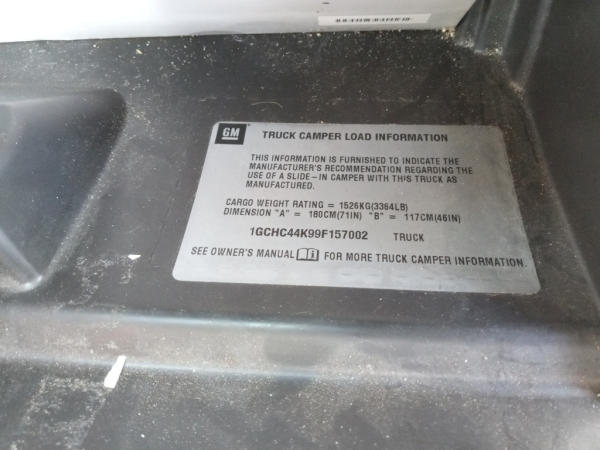 GM TRUCK CAMPER LOAD INFORMATION
THIS INFORMATION IS FURNISHED TO INDICATE THE
MANUFACTURER'S RECOMMENDATION REGARDING THE
USE OF A SLIDE-IN CAMPER WITH THIS TRUCK AS
MANUFACTURED.
CARGO WEIGHT RATING = 1526KG(3364LB)
DIMENSION "A" = 180CM(71IN) "B" = 117CM(46IN)
1GCHC44K99F157002 TRUCK
SEE OWNER'S MANUAL FOR MORE TRUCK CAMPER INFORMATION.